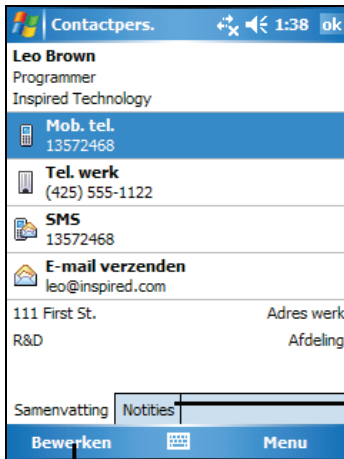 Contactpers. 1:38 ok
Leo Brown
Programmer
Inspired Technology
Mob. tel.
13572468
Tel. werk
(425) 555-1122
SMS
13572468
E-mail verzenden
leo@inspired.com
111 First St. Adres werk
R&D Afdeling
Samenvatting Notities
Bewerken Menu